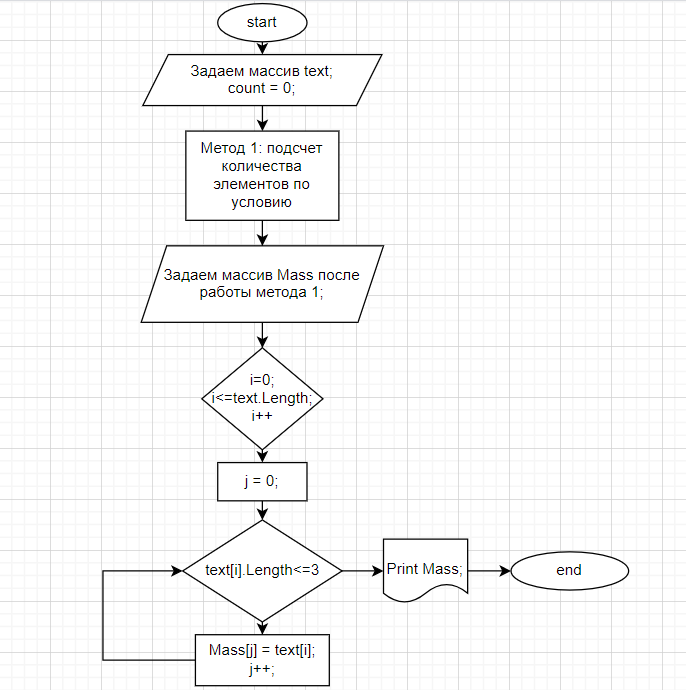 start
Задаем массив text;
count = 0;
Метод 1: подсчет
количества
элементов по
условию
Задаем массив Mass после
работы метода 1;
i=0;
i<=text.Length;
i++
j = 0;
text[i].Length<=3
Print Mass;
end
Mass[j] = text[i];
j++;